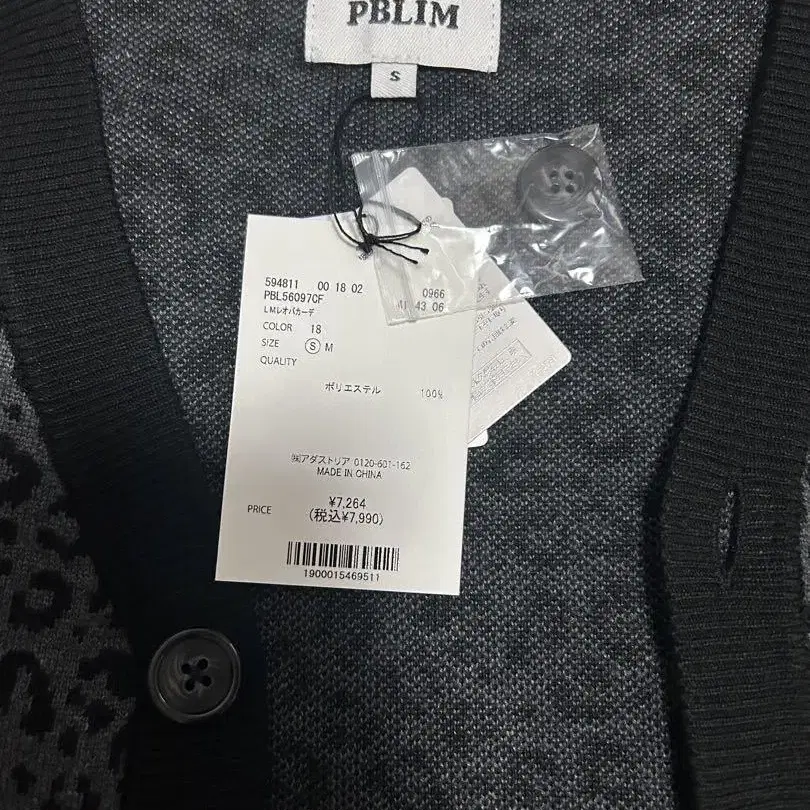 PBLIM
S
594811 00 18 02
0966
PBL56097CF
43 06
LMレオパカーデ
COLOR 18
SIZE S M
QUALITY
ポリエステル 100%
㈱アダストリア 0120-601-162
MADE IN CHINA
PRICE ¥7,264
(税込¥7,990)
1900015469511